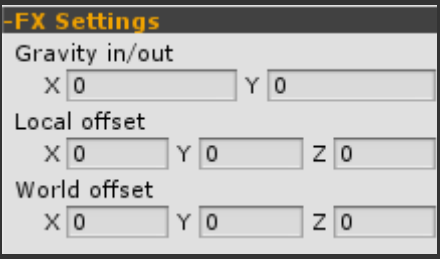 -FX Settings
Gravity in/out
X 0 Y 0
Local offset
X 0 Y 0 Z 0
World offset
X 0 Y 0 Z 0